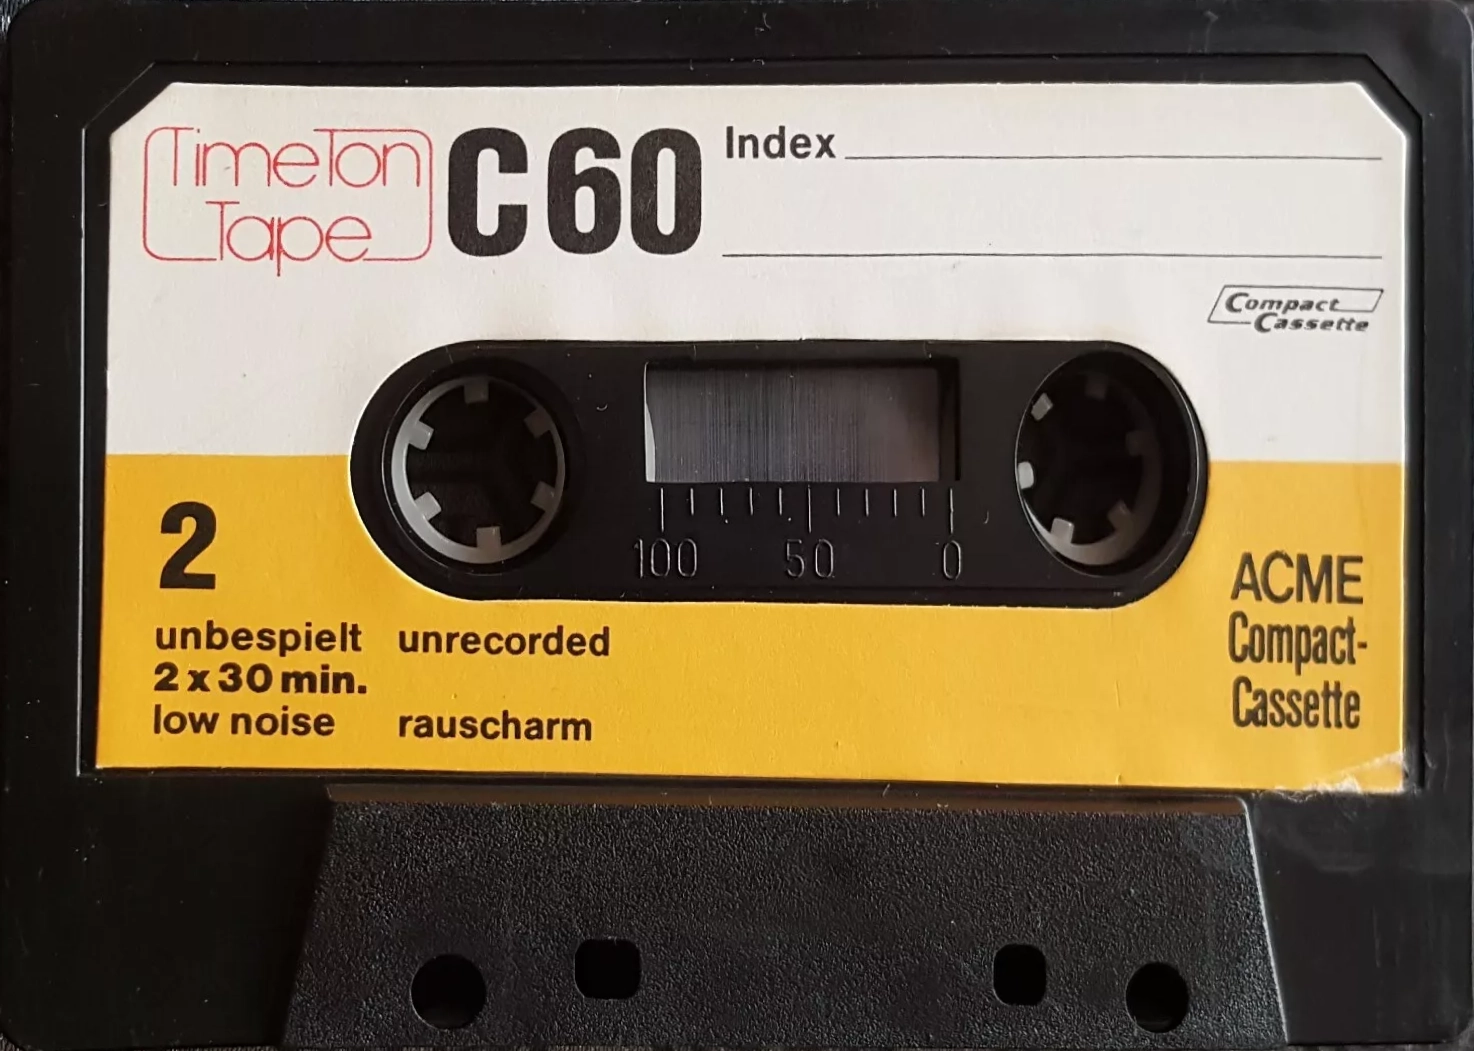 TimeTon
Tape
C60
Index
Compact
Cassette
100 50 0
2
unbespielt unrecorded
2 x 30 min.
low noise rauscharm
ACME
Compact-
Cassette